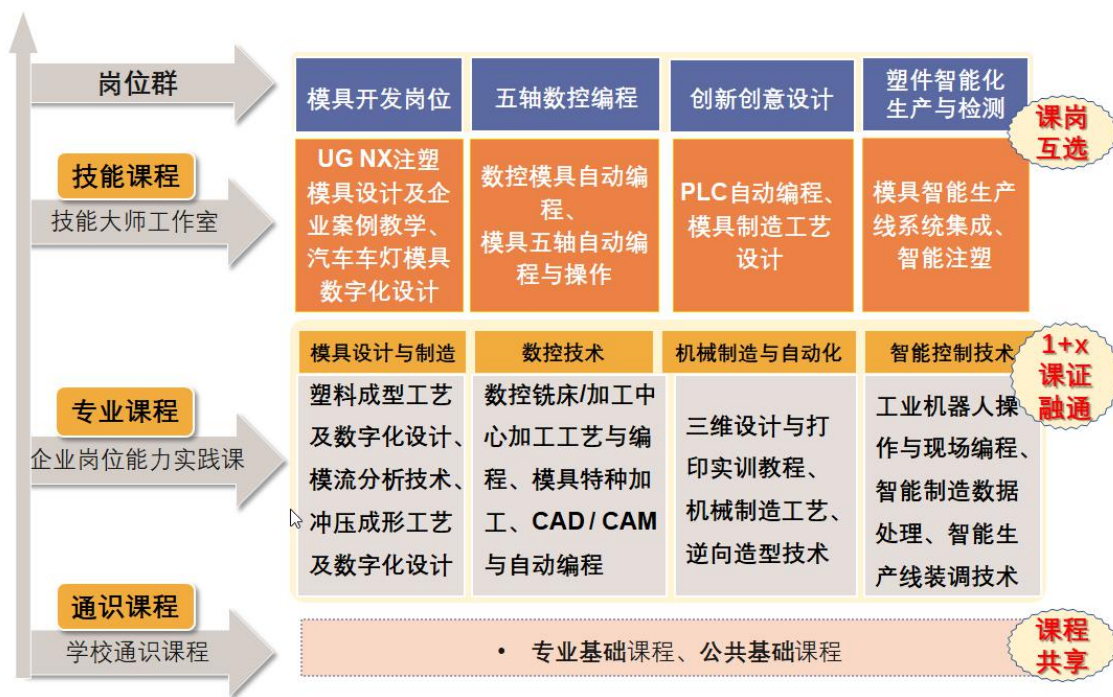 岗位群
模具开发岗位
五轴数控编程
创新创意设计
塑件智能化
生产与检测
课岗
互选
技能课程
技能大师工作室
UG NX注塑
模具设计及企
业案例教学、
汽车车灯模具
数字化设计
数控模具自动编
程、
模具五轴自动编
程与操作
PLC自动编程、
模具制造工艺
设计
模具智能生产
线系统集成、
智能注塑
1+x
课证
融通
专业课程
企业岗位能力实践课
模具设计与制造
塑料成型工艺
及数字化设计、
模流分析技术、
冲压成形工艺
及数字化设计
数控技术
数控铣床/加工中
心加工工艺与编
程、模具特种加
工、CAD / CAM
与自动编程
机械制造与自动化
三维设计与打
印实训教程、
机械制造工艺、
逆向造型技术
智能控制技术
工业机器人操
作与现场编程、
智能制造数据
处理、智能生
产线装调技术
通识课程
学校通识课程
• 专业基础课程、公共基础课程
课程
共享